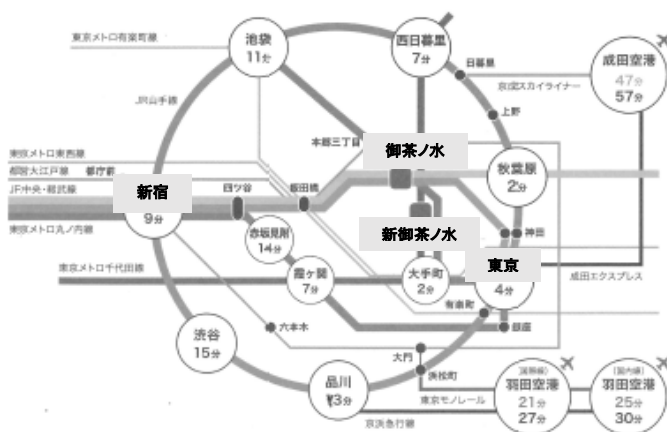 東京メトロ有楽町線
池袋
11分
西日暮里
7分
日暮里
京成スカイライナー
成田空港
47分
57分
JR山手線
上野
本郷三丁目
御茶ノ水
秋葉原
2分
東京メトロ東西線
都営大江戸線
都庁前
JR中央・総武線
東京メトロ丸ノ内線
新宿
9分
四ツ谷
飯田橋
赤坂見附
14分
新御茶ノ水
神田
東京
4分
東京メトロ千代田線
霞ヶ関
7分
大手町
2分
成田エクスプレス
有楽町
銀座
六本木
渋谷
15分
大門
浜松町
品川
13分
東京モノレール
京浜急行線
(国際線)
羽田空港
21分
27分
(国内線)
羽田空港
25分
30分